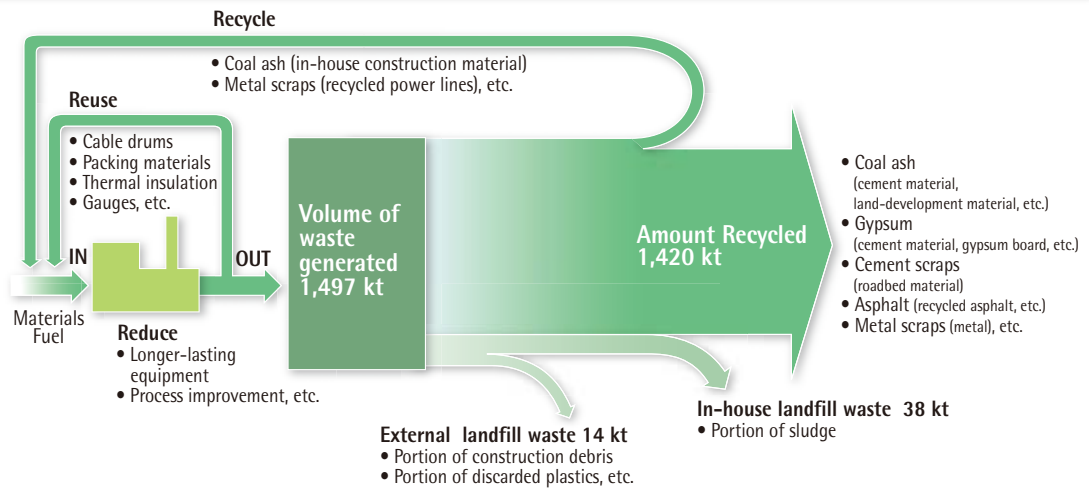 Recycle
• Coal ash (in-house construction material)
• Metal scraps (recycled power lines), etc.
Reuse
• Cable drums
• Packing materials
• Thermal insulation
• Gauges, etc.
IN
OUT
Materials
Fuel
Reduce
• Longer-lasting
equipment
• Process improvement, etc.
Volume of
waste
generated
1,497 kt
Amount Recycled
1,420 kt
• Coal ash
(cement material,
land-development material, etc.)
• Gypsum
(cement material, gypsum board, etc.)
• Cement scraps
(roadbed material)
• Asphalt (recycled asphalt, etc.)
• Metal scraps (metal), etc.
In-house landfill waste 38 kt
• Portion of sludge
External landfill waste 14 kt
• Portion of construction debris
• Portion of discarded plastics, etc.